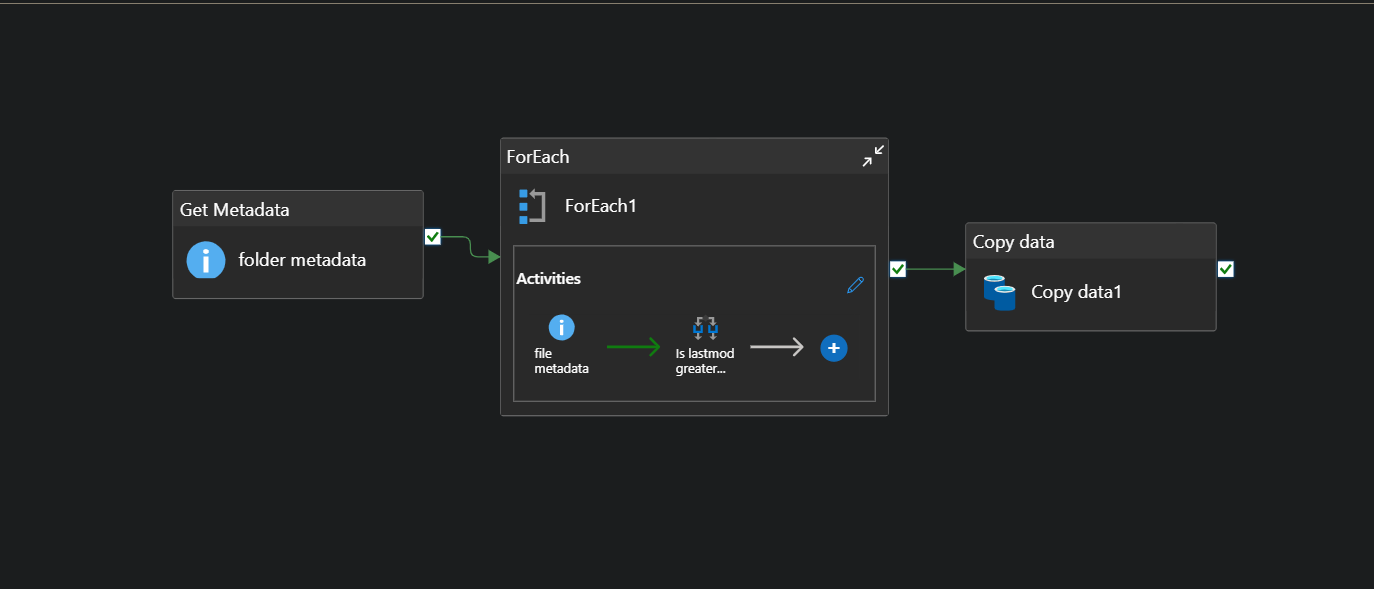 Get Metadata
folder metadata
ForEach
ForEach1
Activities
file
metadata
Is lastmod
greater...
Copy data
Copy data1